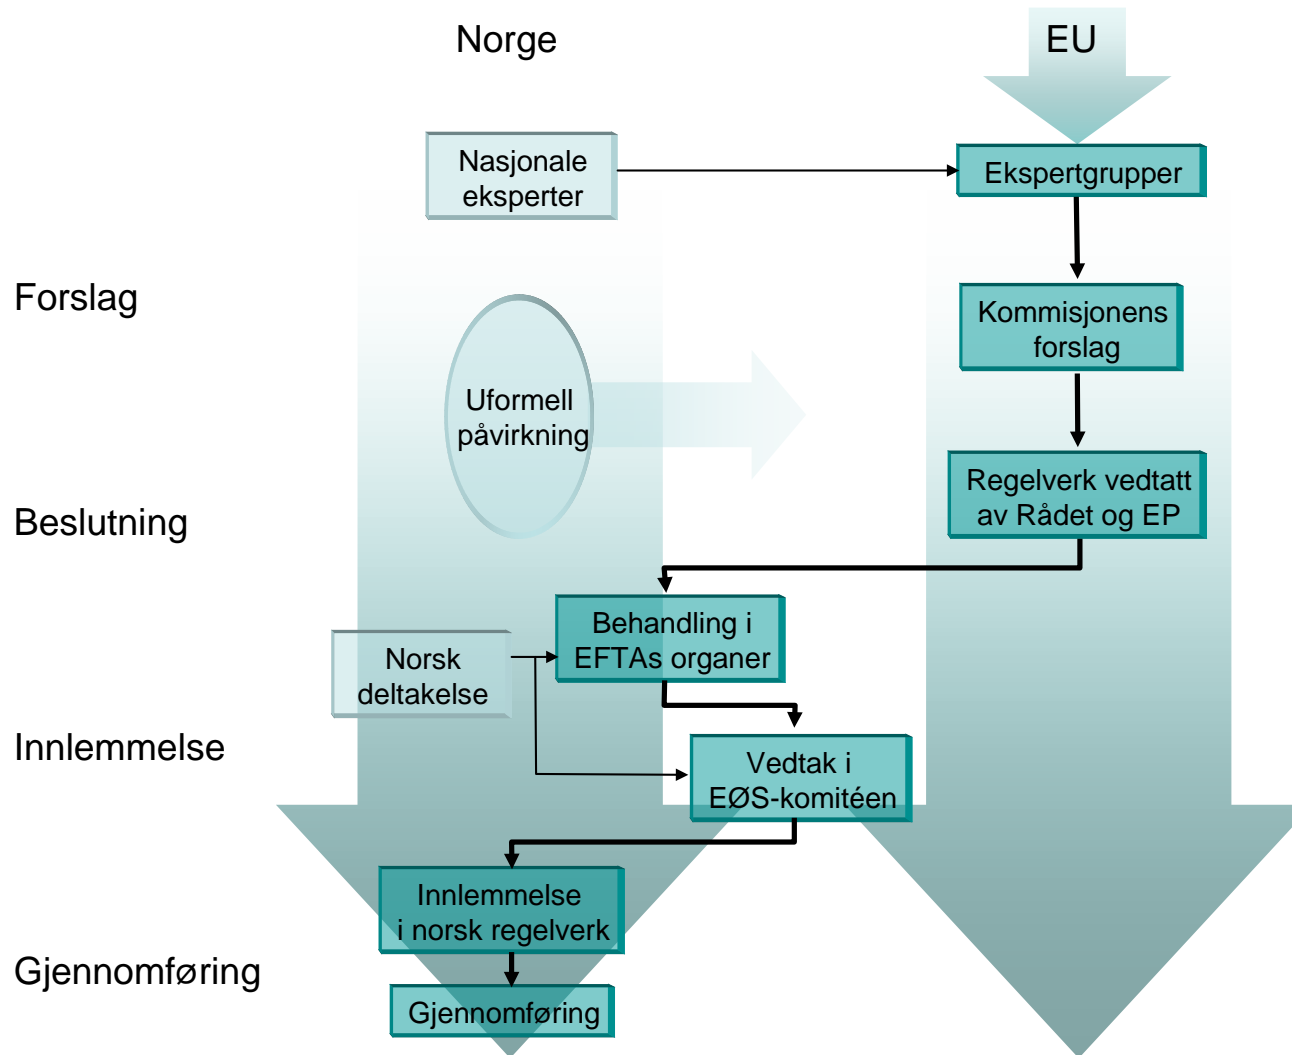 Norge
EU
Nasjonale
eksperter
Ekspertgrupper
Forslag
Kommisjonens
forslag
Uformell
påvirkning
Regelverk vedtatt
av Rådet og EP
Beslutning
Behandling i
EFTAs organer
Norsk
deltakelse
Innlemmelse
Vedtak i
EØS-komitéen
Innlemmelse
i norsk regelverk
Gjennomføring
Gjennomføring